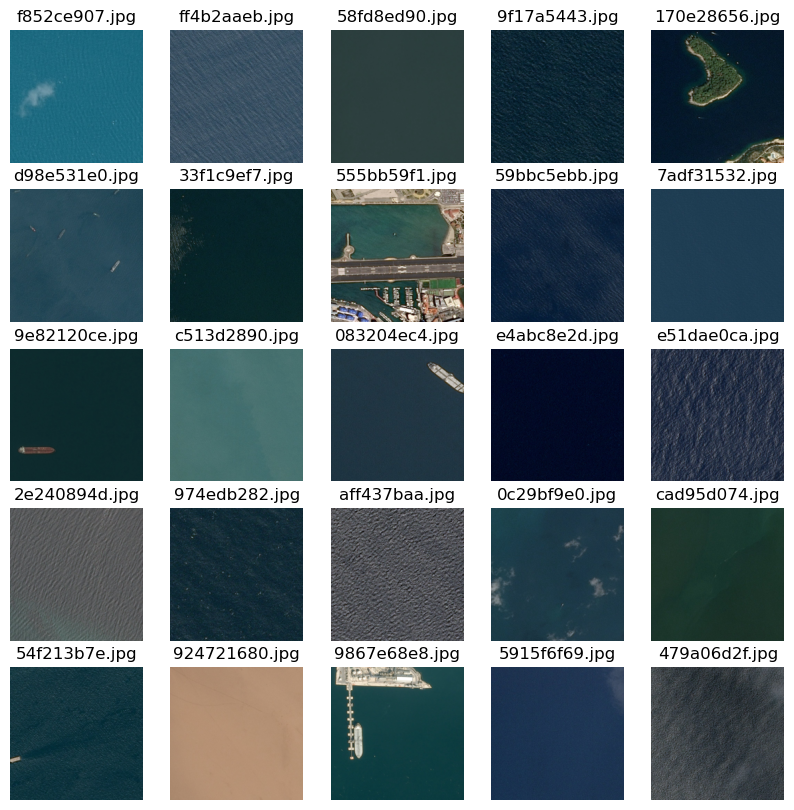 f852ce907.jpg ff4b2aaeb.jpg 58fd8ed90.jpg 9f17a5443.jpg 170e28656.jpg
d98e531e0.jpg 33f1c9ef7.jpg 555bb59f1.jpg 59bbc5ebb.jpg 7adf31532.jpg
9e82120ce.jpg c513d2890.jpg 083204ec4.jpg e4abc8e2d.jpg e51dae0ca.jpg
2e240894d.jpg 974edb282.jpg aff437baa.jpg 0c29bf9e0.jpg cad95d074.jpg
54f213b7e.jpg 924721680.jpg 9867e68e8.jpg 5915f6f69.jpg 479a06d2f.jpg